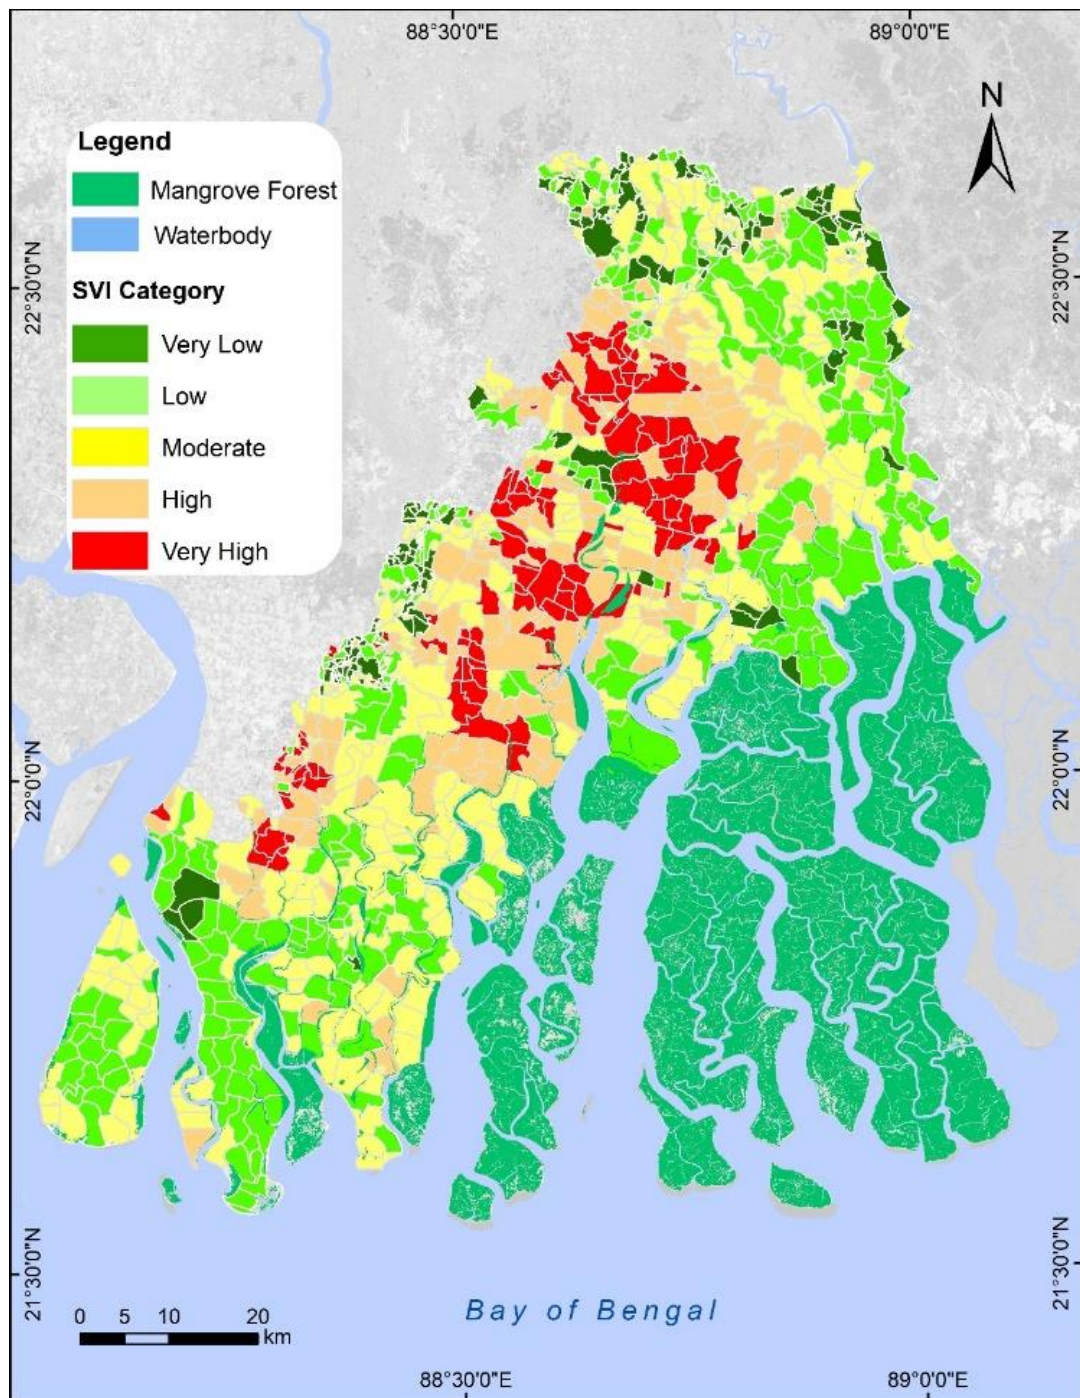 88°30'0"E
89°0'0"E
N
Legend
Mangrove Forest
Waterbody
SVI Category
Very Low
Low
Moderate
High
Very High
22°30'0"N
22°30'0"N
22°0'0"N
22°0'0"N
21°30'0"N
21°30'0"N
Bay of Bengal
0 5 10 20
km
88°30'0"E
89°0'0"E